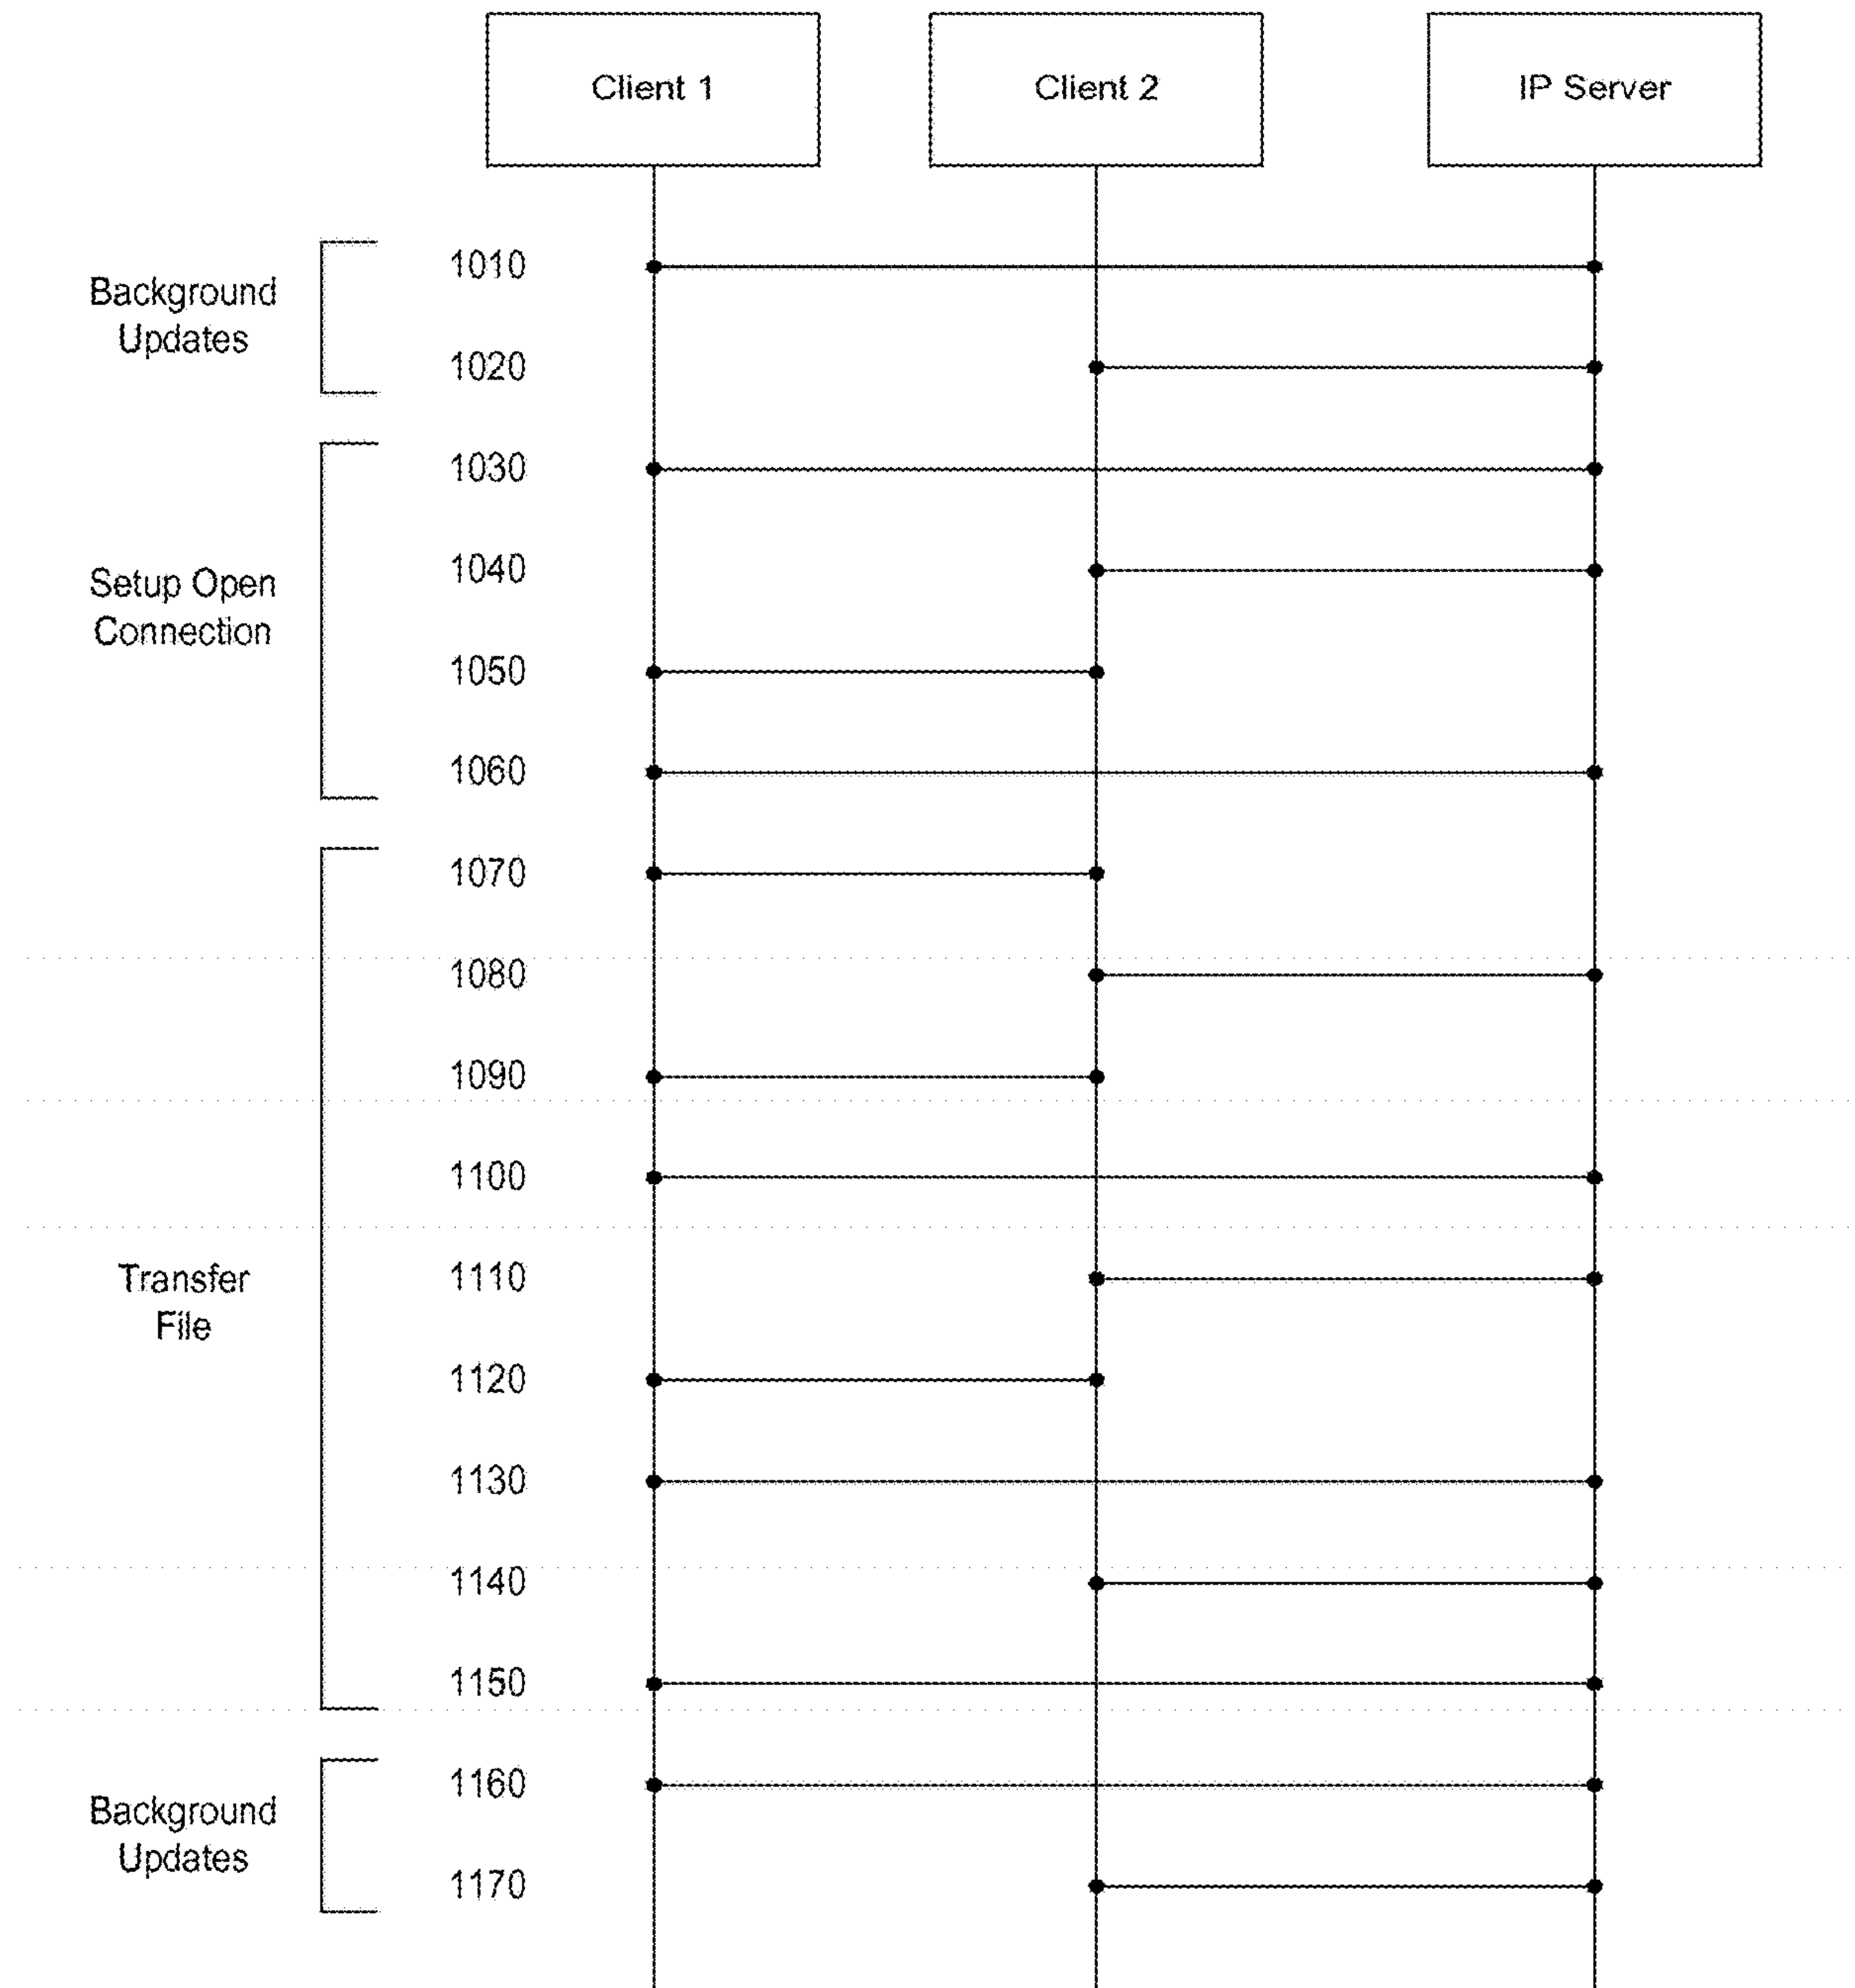 Client 1
Client 2
IP Server
Background
Updates
1010
1020
Setup Open
Connection
1030
1040
1050
1060
Transfer
File
1070
1080
1090
1100
1110
1120
1130
1140
1150
Background
Updates
1160
1170